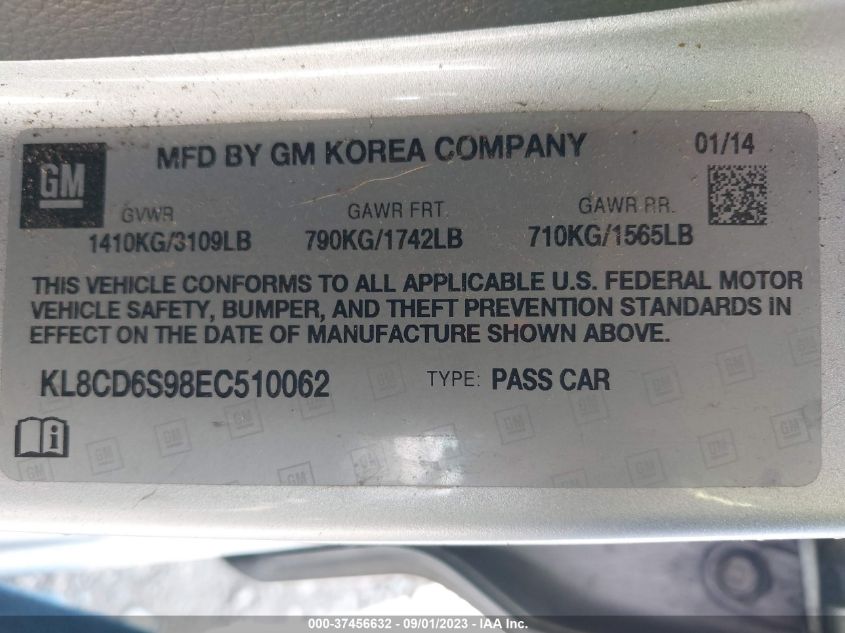 GM
MFD BY GM KOREA COMPANY
01/14
GVWR
GAWR FRT.
GAWR RR.
1410KG/3109LB
790KG/1742LB
710KG/1565LB
THIS VEHICLE CONFORMS TO ALL APPLICABLE U.S. FEDERAL MOTOR
VEHICLE SAFETY, BUMPER, AND THEFT PREVENTION STANDARDS IN
EFFECT ON THE DATE OF MANUFACTURE SHOWN ABOVE.
KL8CD6S98EC510062
TYPE: PASS CAR
000-37456632 - 09/01/2023 - IAA Inc.